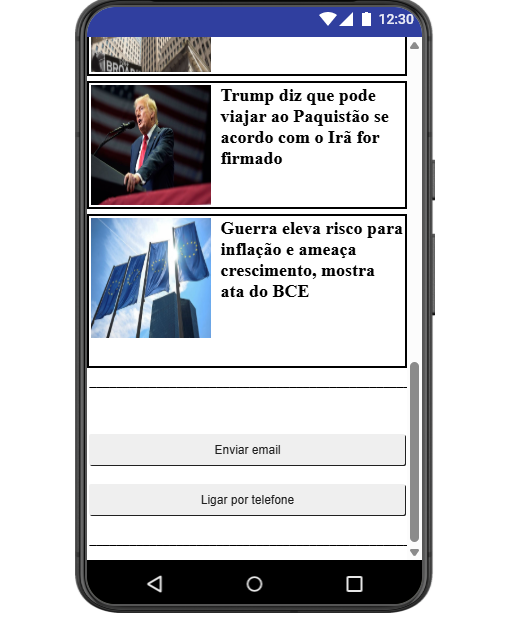 12:30
BROAD
Trump diz que pode
viajar ao Paquistão se
acordo com o Irã for
firmado
Guerra eleva risco para
inflação e ameaça
crescimento, mostra
ata do BCE
Enviar email
Ligar por telefone